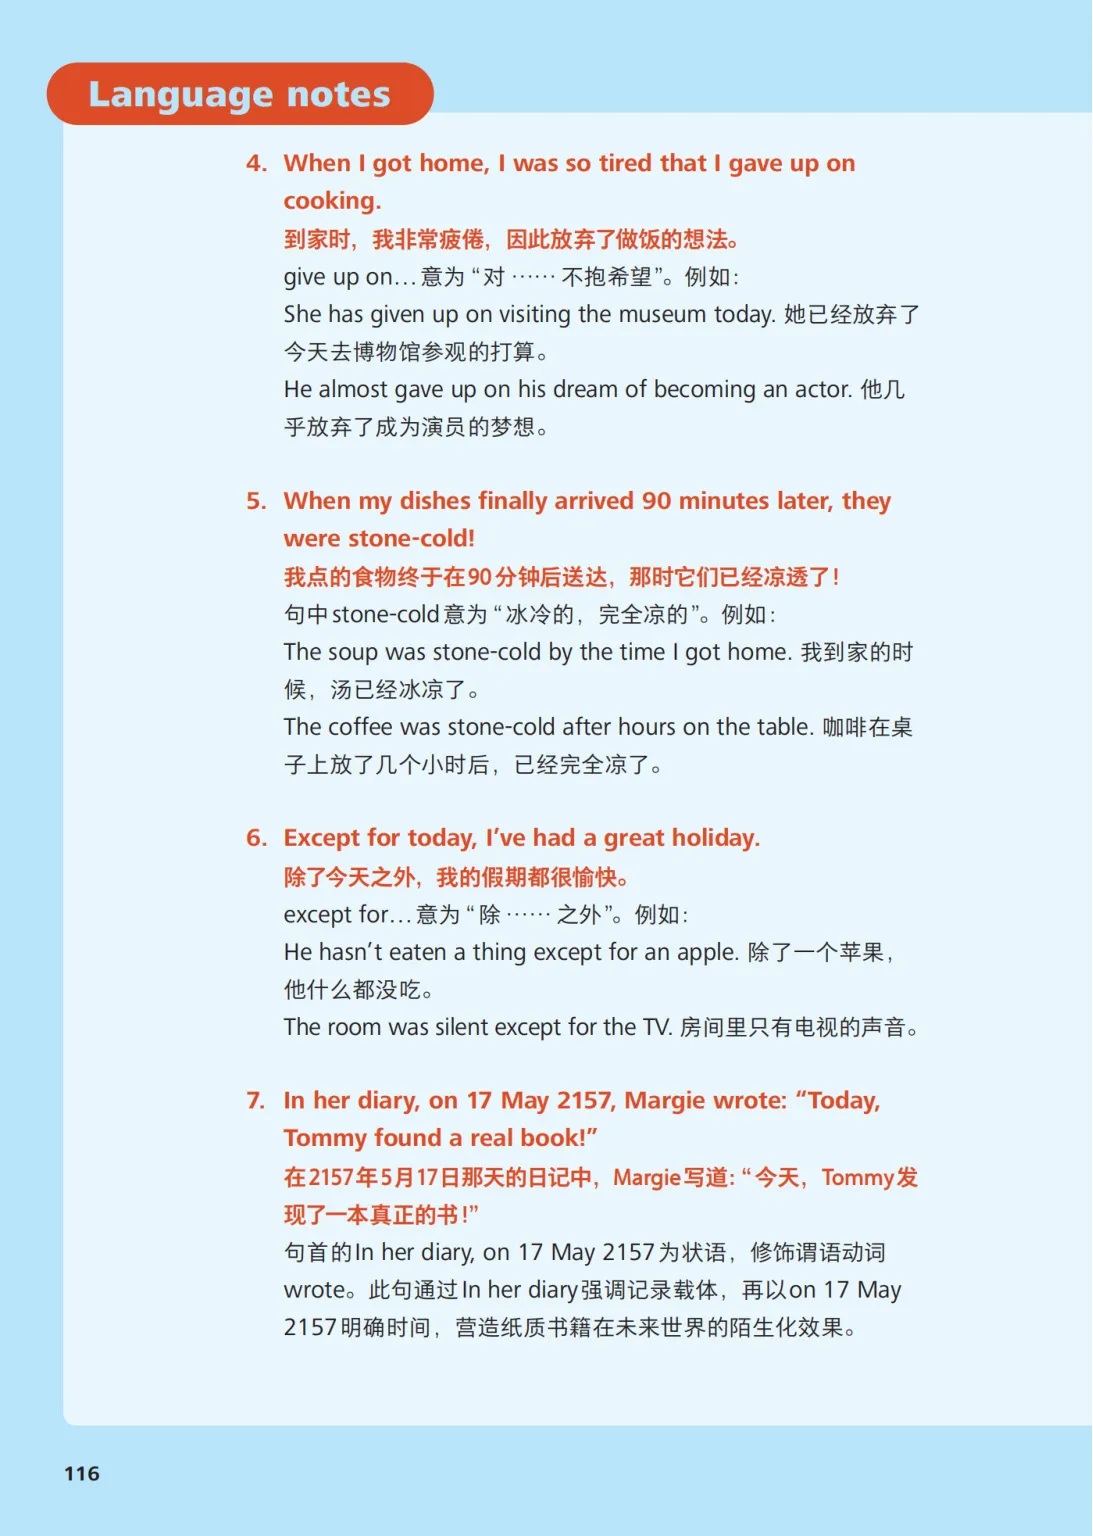 Language notes
4. When I got home, I was so tired that I gave up on
cooking.
到家时，我非常疲倦，因此放弃了做饭的想法。
give up on…意为“对……不抱希望”。例如：
She has given up on visiting the museum today. 她已经放弃了
今天去博物馆参观的打算。
He almost gave up on his dream of becoming an actor. 他几
乎放弃了成为演员的梦想。
5. When my dishes finally arrived 90 minutes later, they
were stone-cold!
我点的食物终于在90分钟后送达，那时它们已经凉透了！
句中stone-cold意为“冰冷的，完全凉的”。例如：
The soup was stone-cold by the time I got home. 我到家的时
候，汤已经冰凉了。
The coffee was stone-cold after hours on the table. 咖啡在桌
子上放了几个小时后，已经完全凉了。
6. Except for today, I’ve had a great holiday.
除了今天之外，我的假期都很愉快。
except for…意为“除……之外”。例如：
He hasn’t eaten a thing except for an apple. 除了一个苹果，
他什么都没吃。
The room was silent except for the TV. 房间里只有电视的声音。
7. In her diary, on 17 May 2157, Margie wrote: “Today,
Tommy found a real book!”
在2157年5月17日那天的日记中，Margie写道：“今天，Tommy发
现了一本真正的书！”
句首的In her diary, on 17 May 2157为状语，修饰谓语动词
wrote。此句通过In her diary强调记录载体，再以on 17 May
2157明确时间，营造纸质书籍在未来世界的陌生化效果。
116